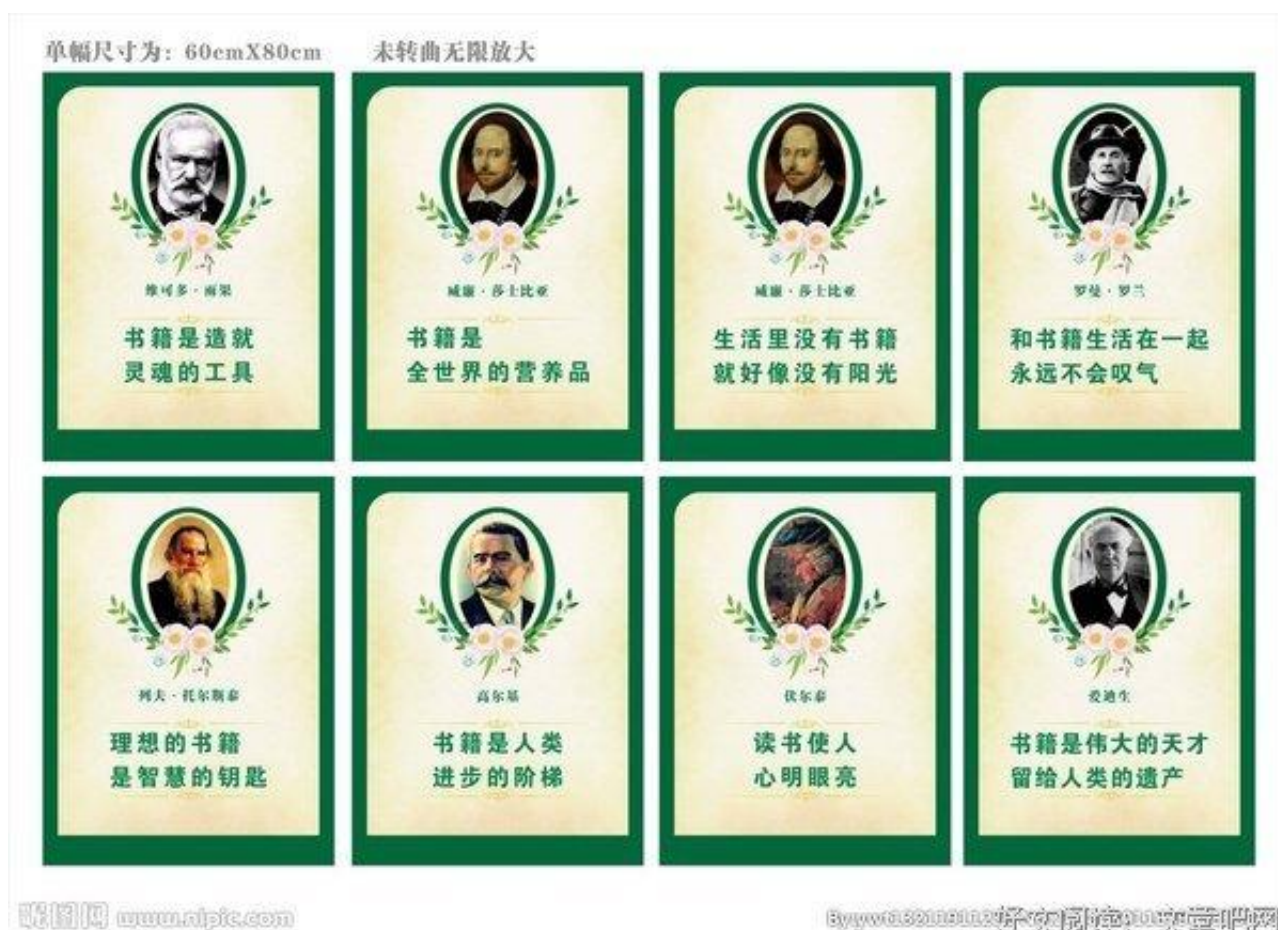 单幅尺寸为：60cmX80cm 未转曲无限放大
维可多·雨果
书籍是造就
灵魂的工具
威廉·莎士比亚
书籍是
全世界的营养品
威廉·莎士比亚
生活里没有书籍
就好像没有阳光
罗曼·罗兰
和书籍生活在一起
永远不会叹气
列夫·托尔斯泰
理想的书籍
是智慧的钥匙
高尔基
书籍是人类
进步的阶梯
伏尔泰
读书使人
心明眼亮
爱迪生
书籍是伟大的天才
留给人类的遗产
昵图网 www.nipic.com